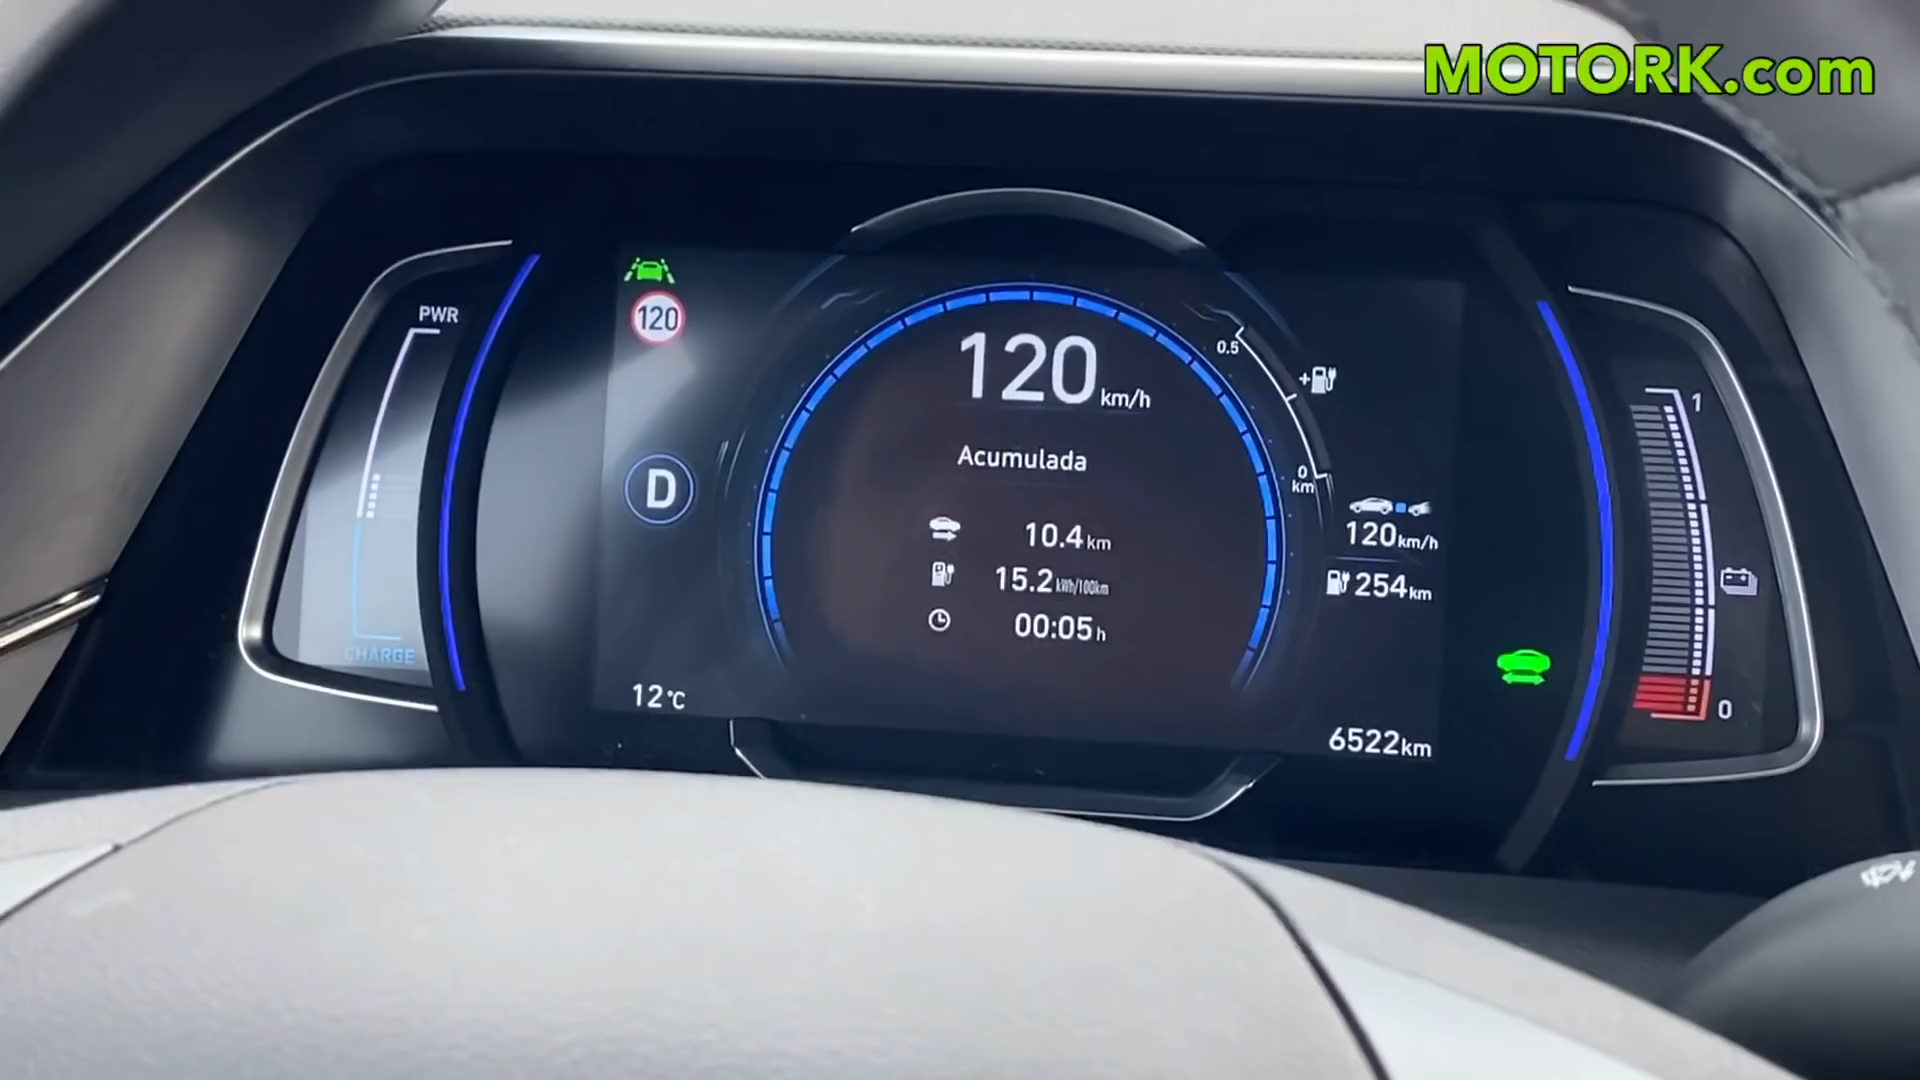 MOTORK.com
PWR
120
120 km/h
0.5
+
1
Acumulada
0
km
D
10.4 km
120 km/h
15.2 kWh/100km
254 km
00:05 h
CHARGE
12°C
0
6522 km